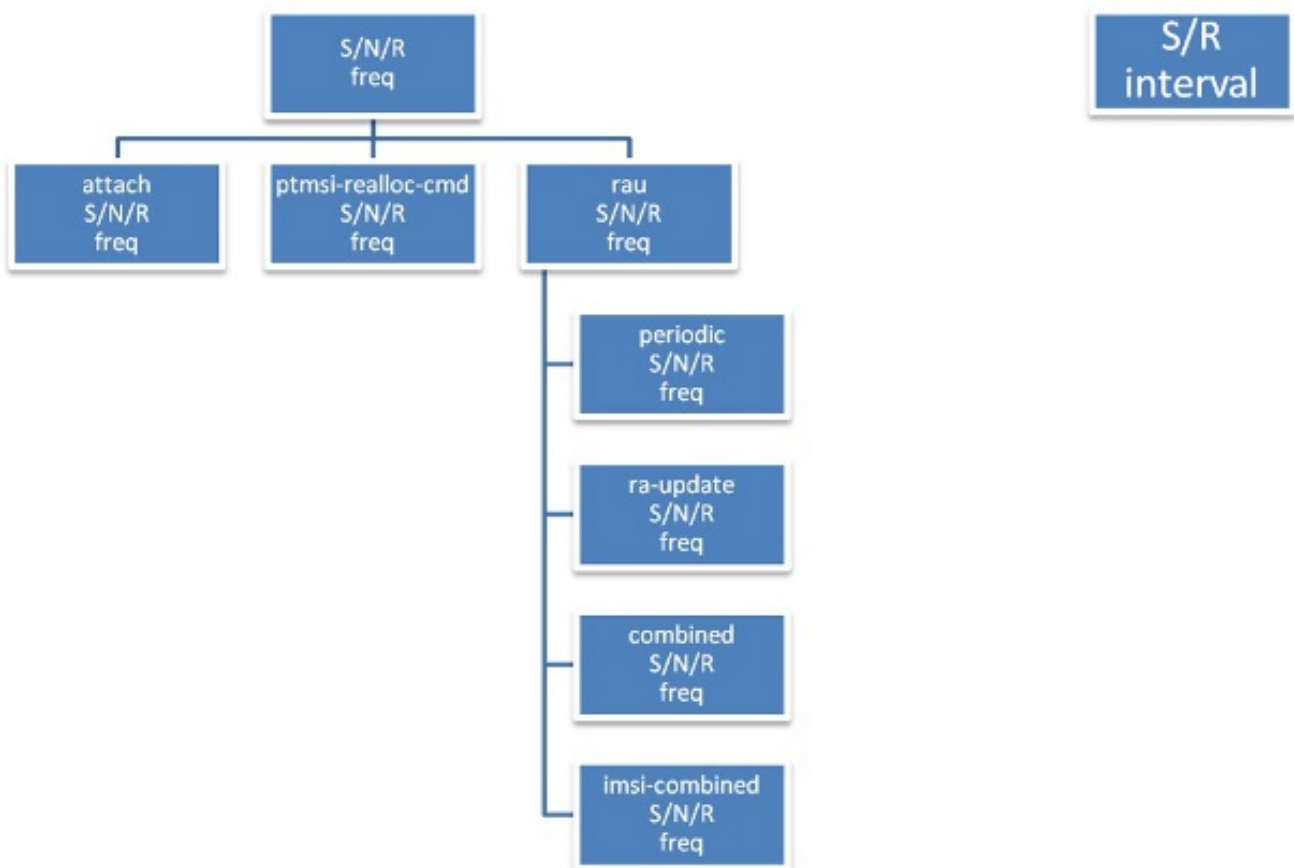 S/N/R
freq
S/R
interval
attach
S/N/R
freq
ptmsi-realloc-cmd
S/N/R
freq
rau
S/N/R
freq
periodic
S/N/R
freq
ra-update
S/N/R
freq
combined
S/N/R
freq
imsi-combined
S/N/R
freq